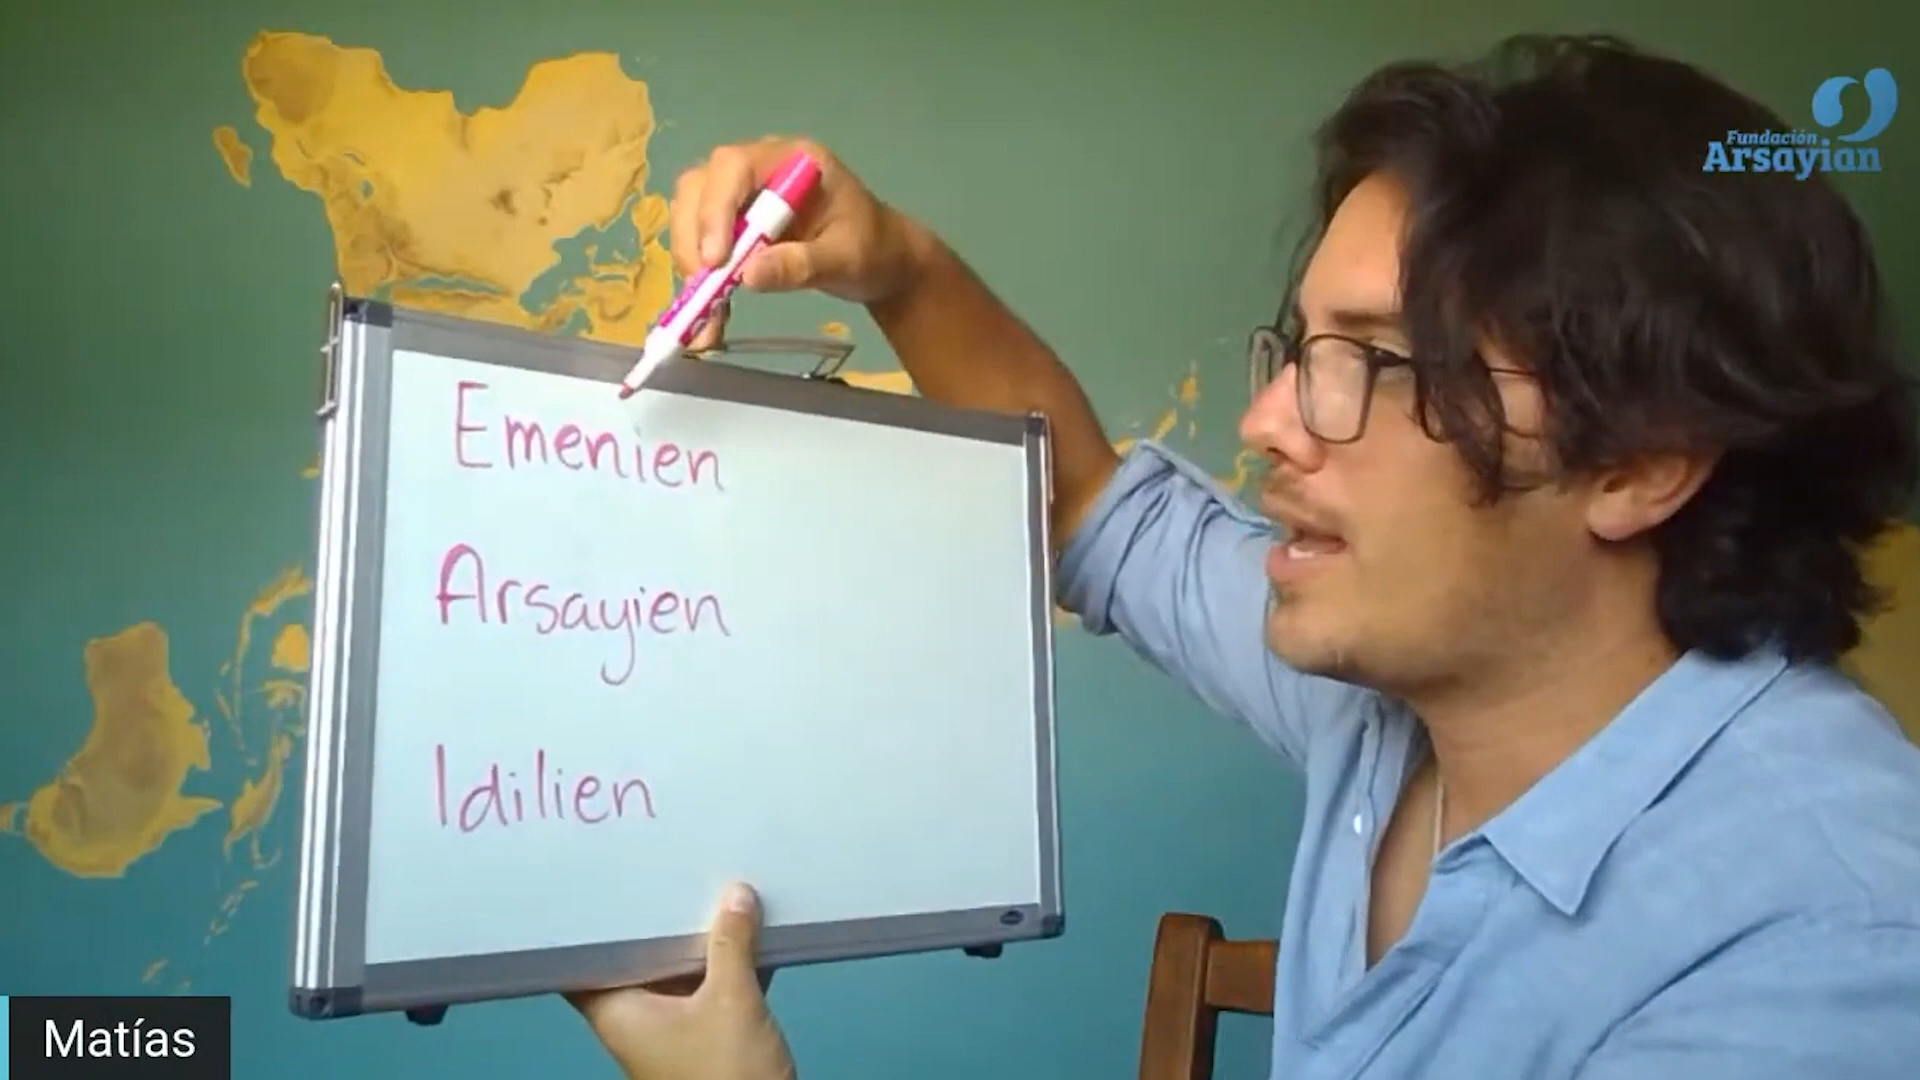 Fundación
Arsayian
Emenien
Arsayien
Idilien
Matías